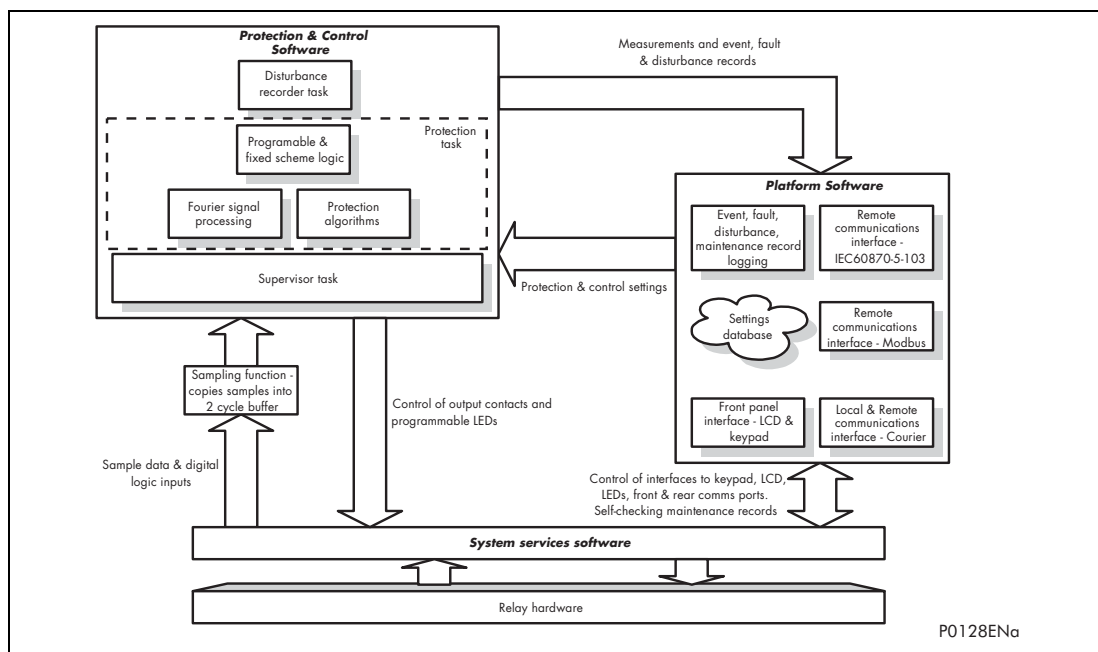 Protection & Control
Software
Disturbance
recorder task
Protection
task
Programable &
fixed scheme logic
Fourier signal
processing
Protection
algorithms
Supervisor task
Measurements and event, fault
& disturbance records
Platform Software
Event, fault,
disturbance,
maintenance record
logging
Remote
communications
interface -
IEC60870-5-103
Protection & control settings
Settings
database
Remote
communications
interface - Modbus
Sampling function -
copies samples into
2 cycle buffer
Control of output contacts and
programmable LEDs
Front panel
interface - LCD &
keypad
Local & Remote
communications
interface - Courier
Sample data & digital
logic inputs
Control of interfaces to keypad, LCD,
LEDs, front & rear comms ports.
Self-checking maintenance records
System services software
Relay hardware
P0128ENa